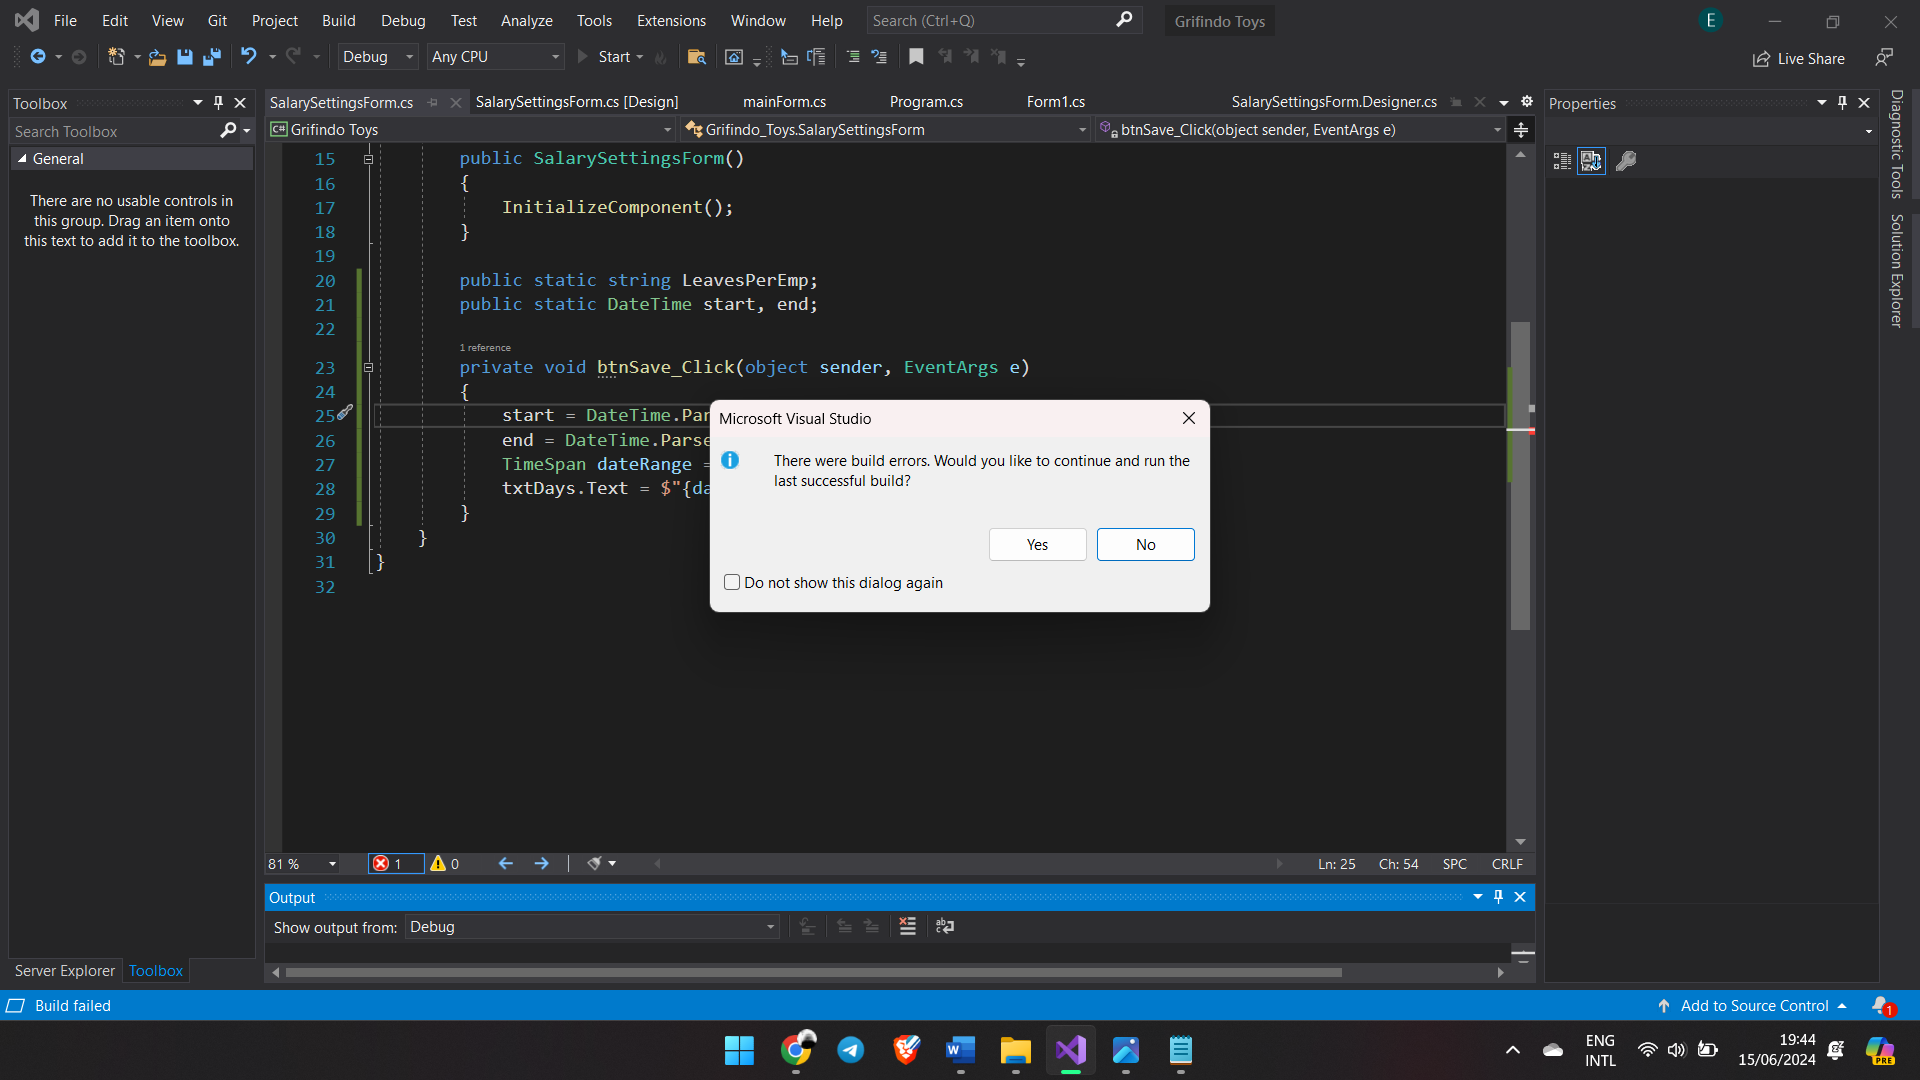 File Edit View Git Project Build Debug Test Analyze Tools Extensions Window Help Search (Ctrl+Q) Grifindo Toys E
Debug Any CPU Start Live Share
Toolbox
Search Toolbox
General
There are no usable controls in
this group. Drag an item onto
this text to add it to the toolbox.
Server Explorer Toolbox
SalarySettingsForm.cs SalarySettingsForm.cs [Design] mainForm.cs Program.cs Form1.cs SalarySettingsForm.Designer.cs
C# Grifindo Toys Grifindo_Toys.SalarySettingsForm btnSave_Click(object sender, EventArgs e)
15 public SalarySettingsForm()
16 {
17 InitializeComponent();
18 }
19
20 public static string LeavesPerEmp;
21 public static DateTime start, end;
22
1 reference
23 private void btnSave_Click(object sender, EventArgs e)
24 {
25 start = DateTime.Par
26 end = DateTime.Parse
27 TimeSpan dateRange =
28 txtDays.Text = $"{da
29 }
30 }
31 }
32
Microsoft Visual Studio
There were build errors. Would you like to continue and run the
last successful build?
Yes No
Do not show this dialog again
81 % 1 0 Ln: 25 Ch: 54 SPC CRLF
Output
Show output from: Debug
Properties
Diagnostic Tools
Solution Explorer
Build failed Add to Source Control 1
ENG
INTL
19:44
15/06/2024
PRE